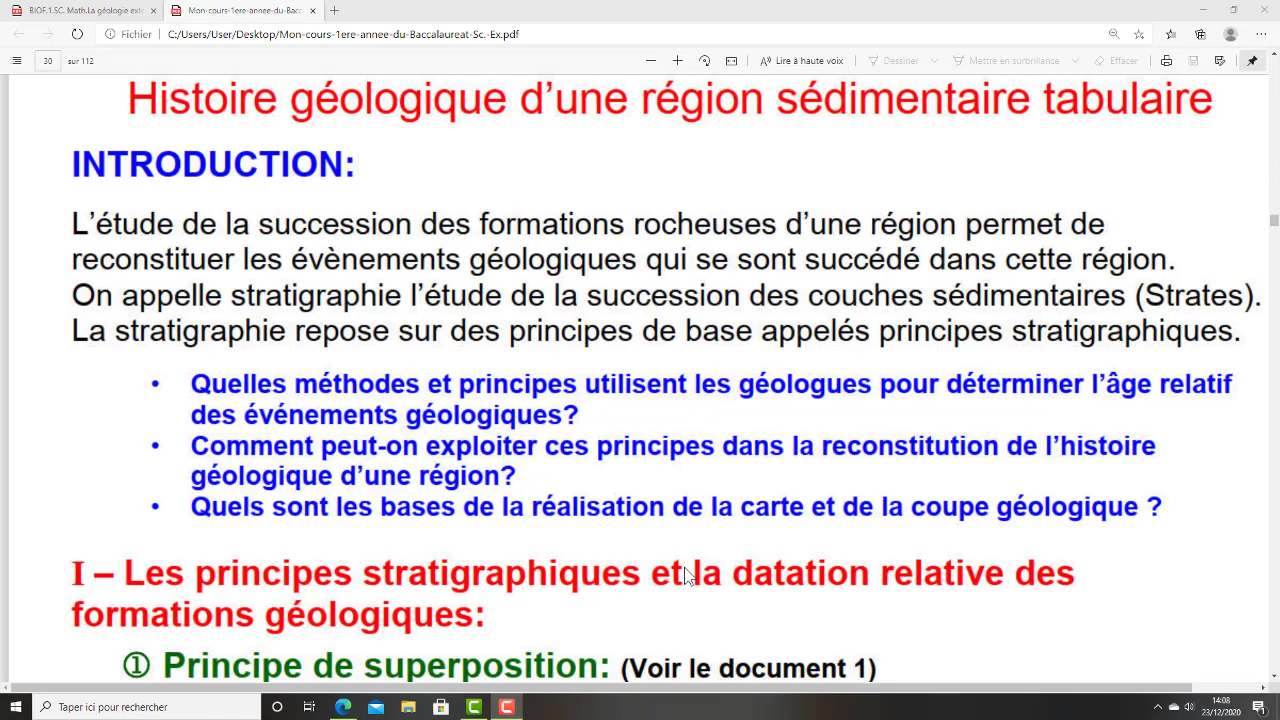 BIOF.1.SC. Math.La géologie exte
Mon-cours-1ere-annee-du-Bacc
Fichier
C:/Users/User/Desktop/Mon-cours-1ere-annee-du-Baccalaureat-Sc.-Ex.pdf
30 sur 112
Lire à haute voix
Dessiner
Mettre en surbrillance
Effacer
Histoire géologique d’une région sédimentaire tabulaire
INTRODUCTION:
L’étude de la succession des formations rocheuses d’une région permet de
reconstituer les évènements géologiques qui se sont succédé dans cette région.
On appelle stratigraphie l’étude de la succession des couches sédimentaires (Strates).
La stratigraphie repose sur des principes de base appelés principes stratigraphiques.
• Quelles méthodes et principes utilisent les géologues pour déterminer l’âge relatif
des événements géologiques?
• Comment peut-on exploiter ces principes dans la reconstitution de l’histoire
géologique d’une région?
• Quels sont les bases de la réalisation de la carte et de la coupe géologique ?
I – Les principes stratigraphiques et la datation relative des
formations géologiques:
① Principe de superposition: (Voir le document 1)
Taper ici pour rechercher
14:08
23/12/2020